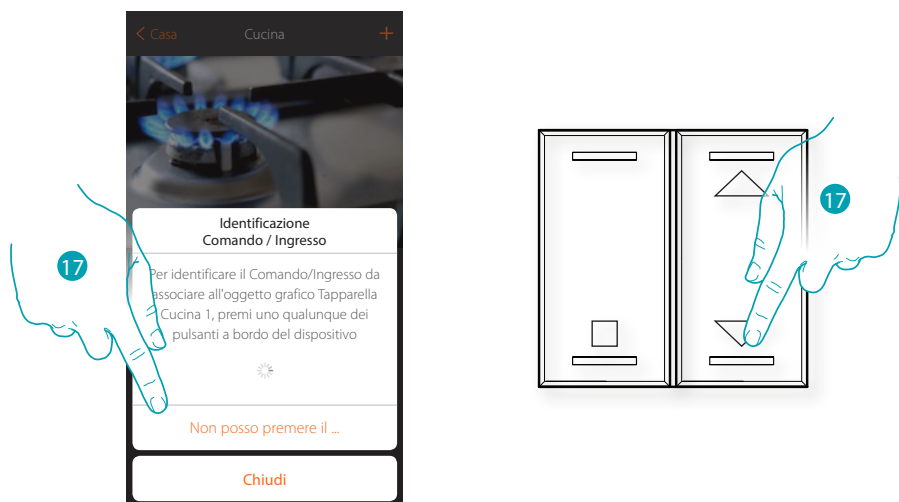 < Casa Cucina +
Identificazione
Comando / Ingresso
Per identificare il Comando/Ingresso da
associare all'oggetto grafico Tapparella
Cucina 1, premi uno qualunque dei
pulsanti a bordo del dispositivo
Non posso premere il ...
Chiudi
17
17